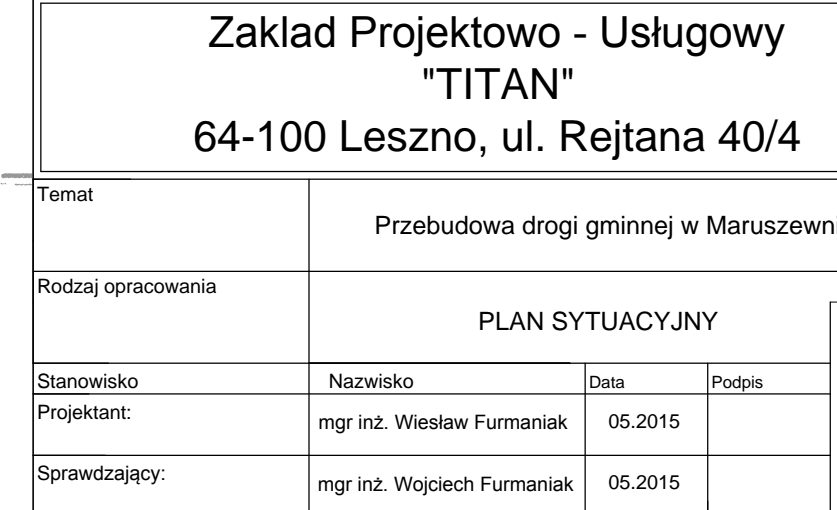 Zaklad Projektowo - Usługowy
"TITAN"
64-100 Leszno, ul. Rejtana 40/4
Temat
Przebudowa drogi gminnej w Maruszewni
Rodzaj opracowania
PLAN SYTUACYJNY
Stanowisko Nazwisko Data Podpis
Projektant: mgr inż. Wiesław Furmaniak 05.2015
Sprawdzający: mgr inż. Wojciech Furmaniak 05.2015